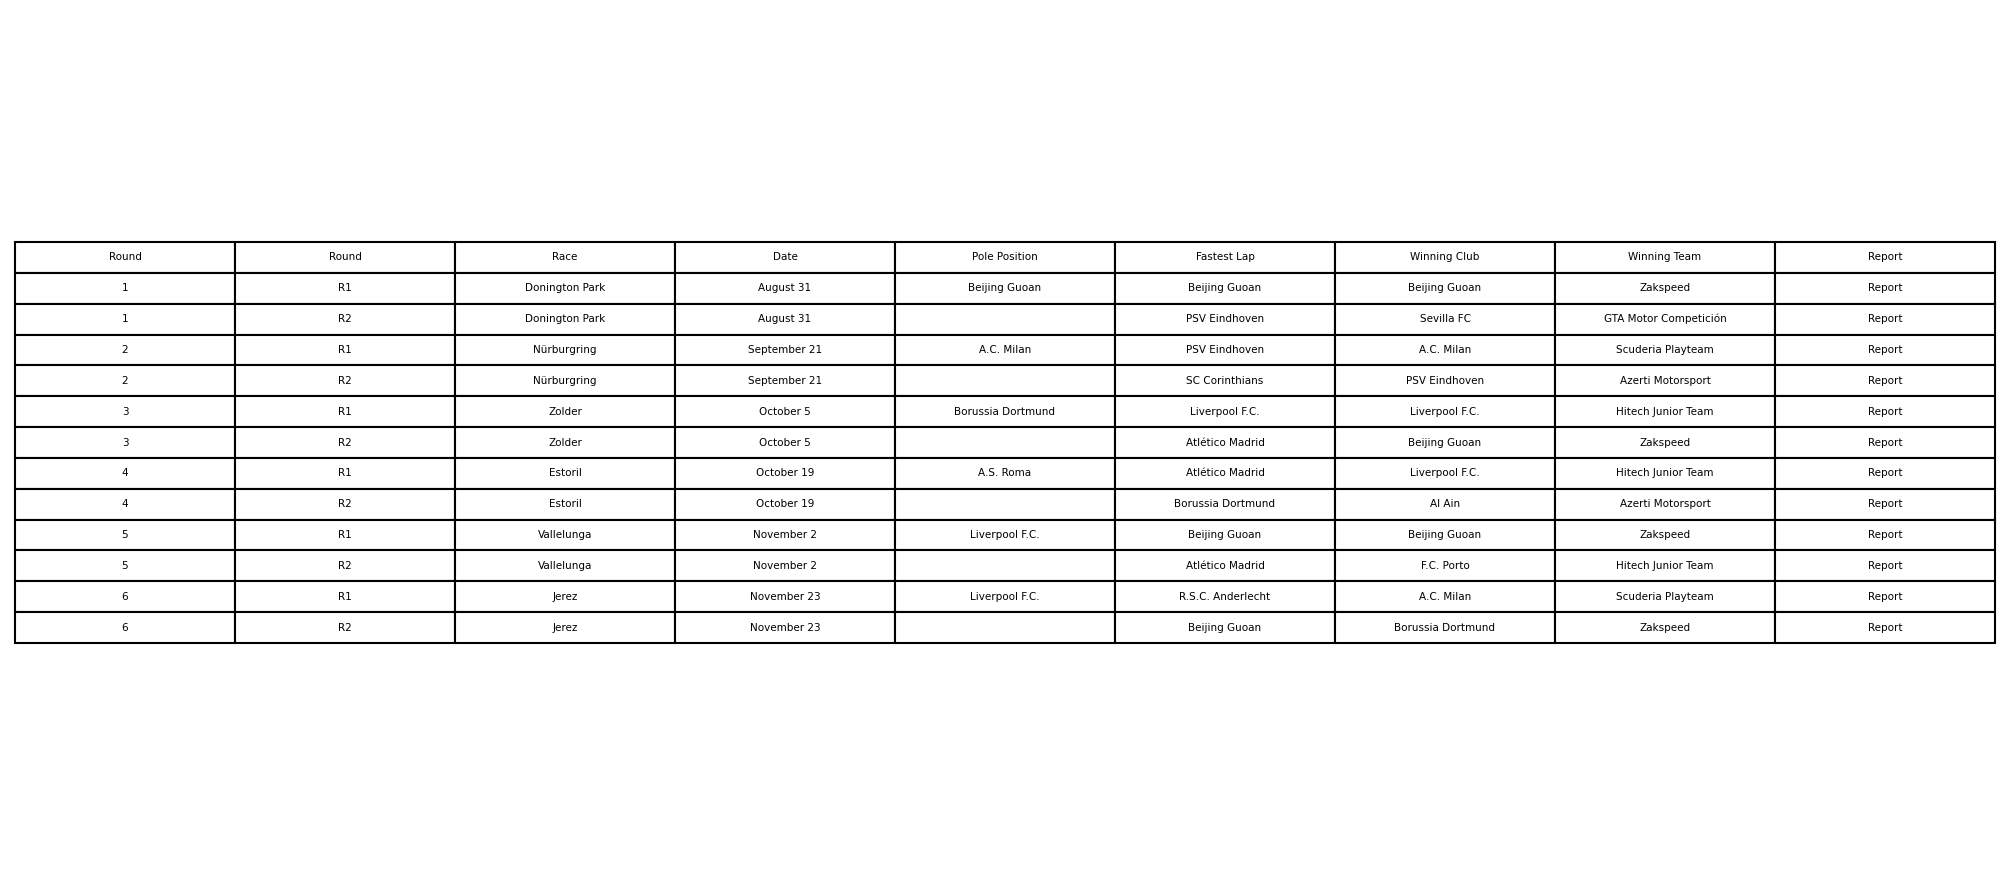 Round Round Race Date Pole Position Fastest Lap Winning Club Winning Team Report
1 R1 Donington Park August 31 Beijing Guoan Beijing Guoan Beijing Guoan Zakspeed Report
1 R2 Donington Park August 31 PSV Eindhoven Sevilla FC GTA Motor Competición Report
2 R1 Nürburgring September 21 A.C. Milan PSV Eindhoven A.C. Milan Scuderia Playteam Report
2 R2 Nürburgring September 21 SC Corinthians PSV Eindhoven Azerti Motorsport Report
3 R1 Zolder October 5 Borussia Dortmund Liverpool F.C. Liverpool F.C. Hitech Junior Team Report
3 R2 Zolder October 5 Atlético Madrid Beijing Guoan Zakspeed Report
4 R1 Estoril October 19 A.S. Roma Atlético Madrid Liverpool F.C. Hitech Junior Team Report
4 R2 Estoril October 19 Borussia Dortmund Al Ain Azerti Motorsport Report
5 R1 Vallelunga November 2 Liverpool F.C. Beijing Guoan Beijing Guoan Zakspeed Report
5 R2 Vallelunga November 2 Atlético Madrid F.C. Porto Hitech Junior Team Report
6 R1 Jerez November 23 Liverpool F.C. R.S.C. Anderlecht A.C. Milan Scuderia Playteam Report
6 R2 Jerez November 23 Beijing Guoan Borussia Dortmund Zakspeed Report